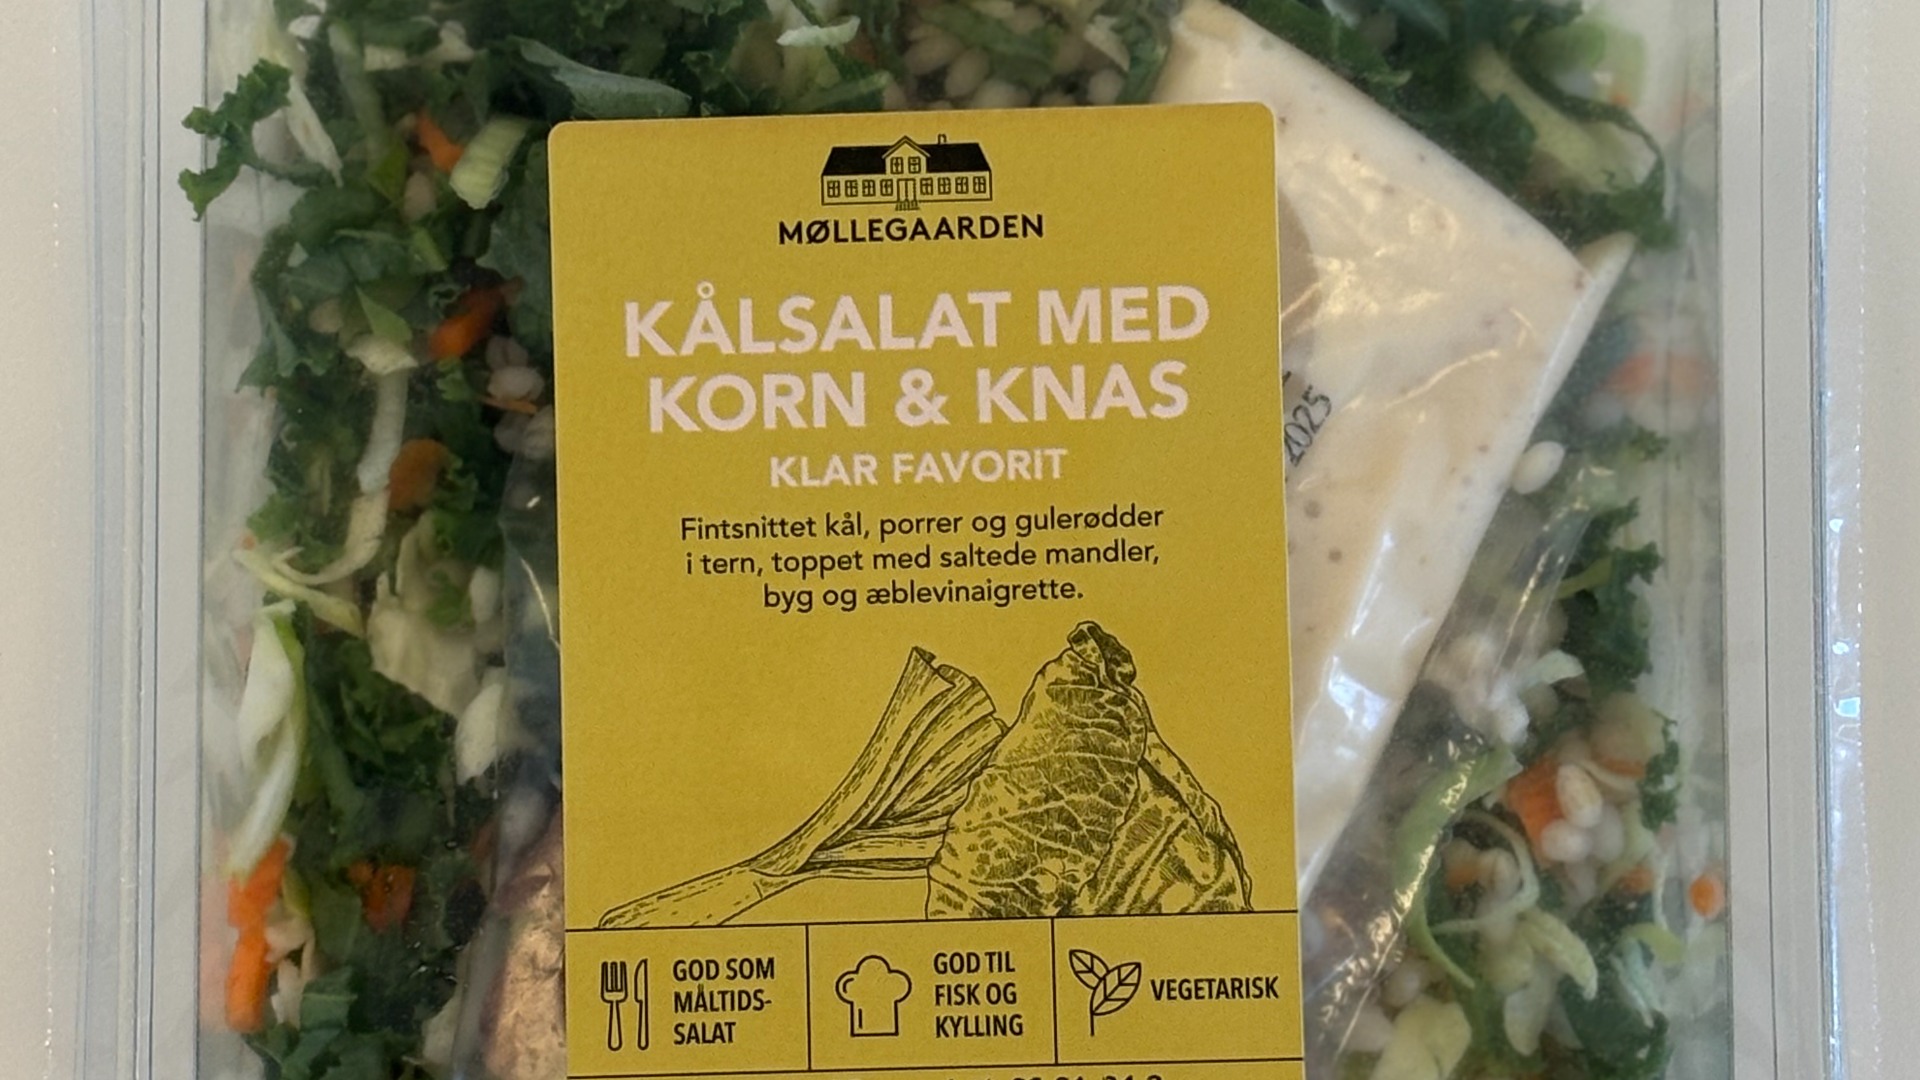 MØLLEGAARDEN
KÅLSALAT MED
KORN & KNAS
KLAR FAVORIT
Fintsnittet kål, porrer og gulerødder
i tern, toppet med saltede mandler,
byg og æblevinaigrette.
2025
GOD SOM
MÅLTIDS-
SALAT
GOD TIL
FISK OG
KYLLING
VEGETARISK